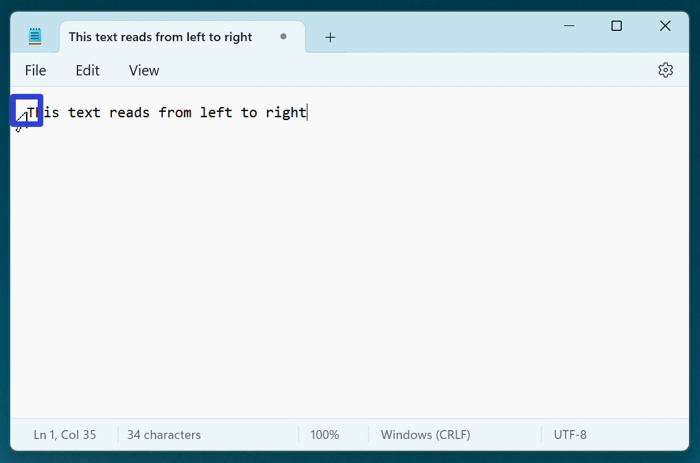 This text reads from left to right
File Edit View
This text reads from left to right
Ln 1, Col 35 34 characters 100% Windows (CRLF) UTF-8